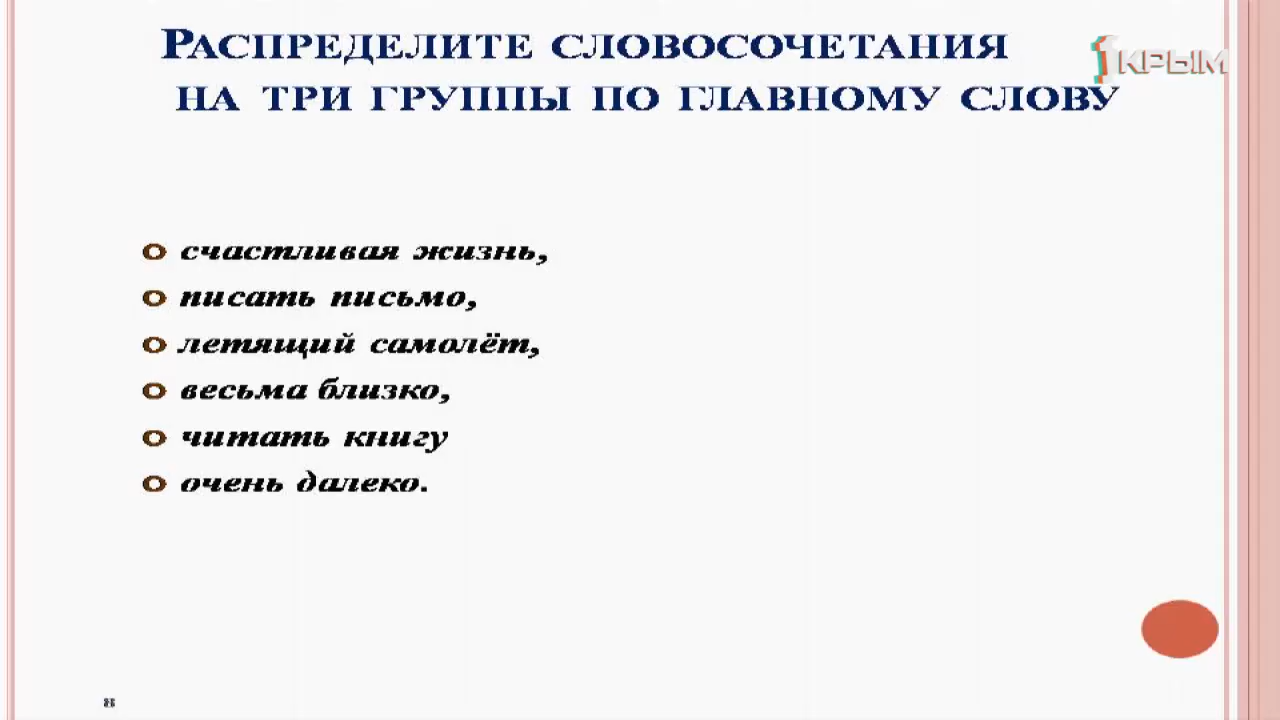 РАСПРЕДЕЛИТЕ СЛОВОСОЧЕТАНИЯ
НА ТРИ ГРУППЫ ПО ГЛАВНОМУ СЛОВУ
1 КРЫМ
счастливая жизнь,
писать письмо,
летящий самолёт,
весьма близко,
читать книгу
очень далеко.
8